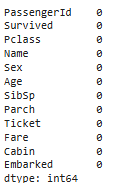 PassengerId 0
Survived 0
Pclass 0
Name 0
Sex 0
Age 0
SibSp 0
Parch 0
Ticket 0
Fare 0
Cabin 0
Embarked 0
dtype: int64